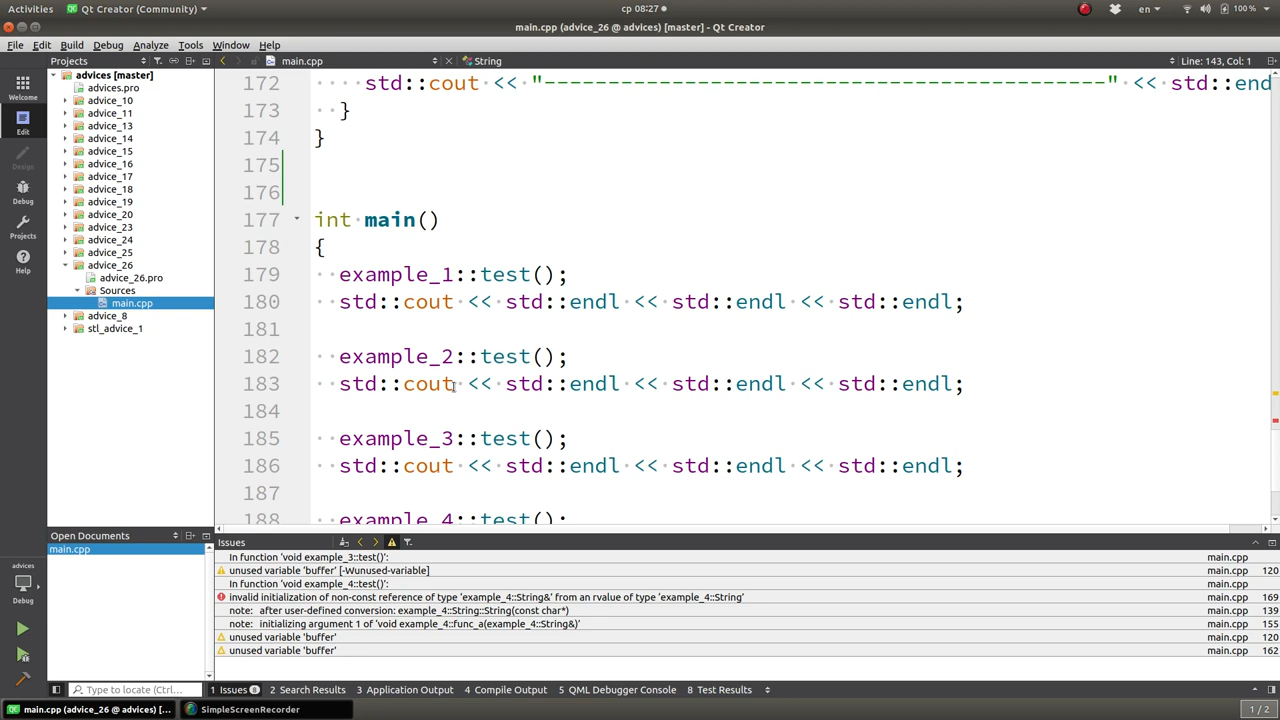 Activities Qt Creator (Community) ср 08:27 en 100 %
main.cpp (advice_26 @ advices) [master] - Qt Creator
File Edit Build Debug Analyze Tools Window Help
Projects main.cpp String Line: 143, Col: 1
Welcome
Edit
Design
Debug
Projects
Help
advices
Debug
advices [master]
advices.pro
advice_10
advice_11
advice_13
advice_14
advice_15
advice_16
advice_17
advice_18
advice_19
advice_20
advice_23
advice_24
advice_25
advice_26
advice_26.pro
Sources
main.cpp
advice_8
stl_advice_1
Open Documents
main.cpp
172 std::cout << "--------------------------------------------" << std::end
173 }
174 }
175
176
177 int main()
178 {
179 example_1::test();
180 std::cout << std::endl << std::endl << std::endl;
181
182 example_2::test();
183 std::cout << std::endl << std::endl << std::endl;
184
185 example_3::test();
186 std::cout << std::endl << std::endl << std::endl;
187
188 example_4::test();
Issues
In function 'void example_3::test()': main.cpp
unused variable 'buffer' [-Wunused-variable] main.cpp 120
In function 'void example_4::test()': main.cpp
invalid initialization of non-const reference of type 'example_4::String&' from an rvalue of type 'example_4::String' main.cpp 169
note: after user-defined conversion: example_4::String::String(const char*) main.cpp 139
note: initializing argument 1 of 'void example_4::func_a(example_4::String&)' main.cpp 155
unused variable 'buffer' main.cpp 120
unused variable 'buffer' main.cpp 162
Type to locate (Ctrl... 1 Issues 8 2 Search Results 3 Application Output 4 Compile Output 5 QML Debugger Console 8 Test Results
main.cpp (advice_26 @ advices) [... SimpleScreenRecorder 1 / 2